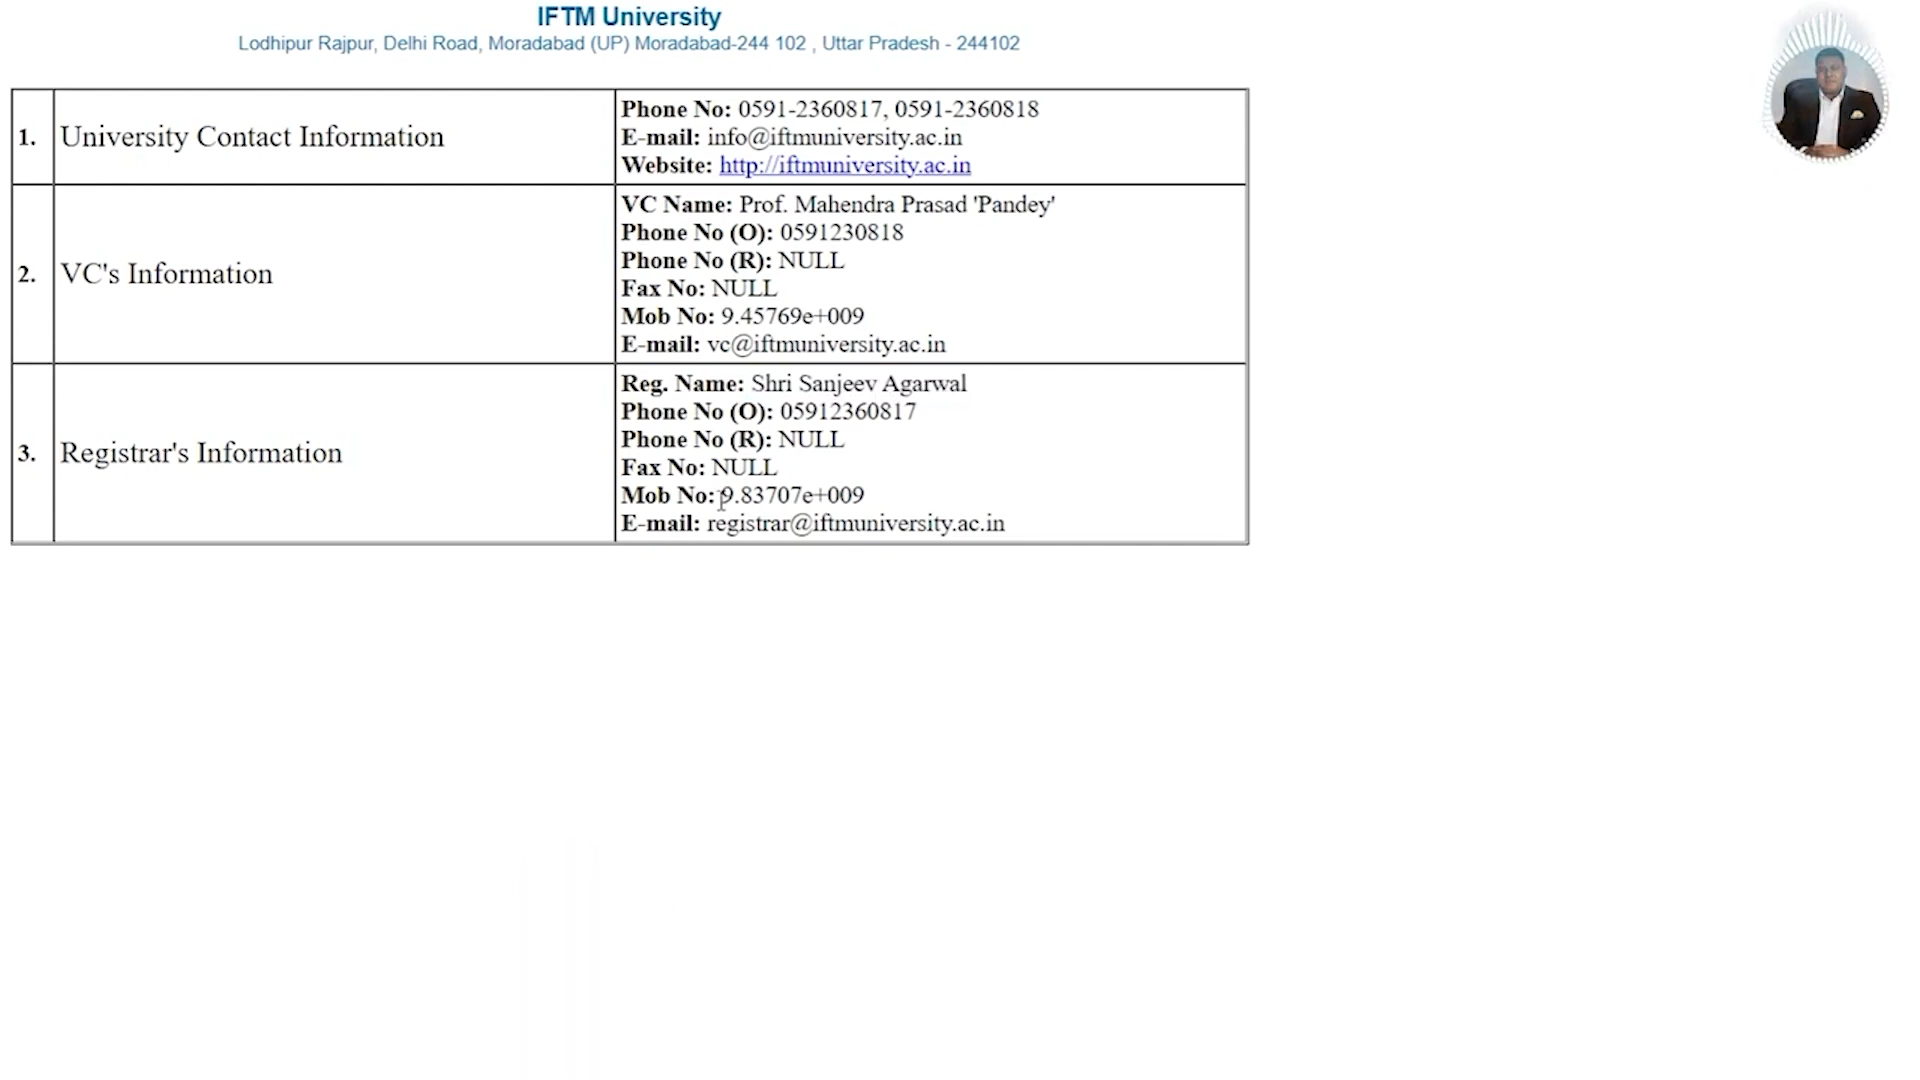 IFTM University
Lodhipur Rajpur, Delhi Road, Moradabad (UP) Moradabad-244 102 , Uttar Pradesh - 244102
1. University Contact Information
Phone No: 0591-2360817, 0591-2360818
E-mail: info@iftmuniversity.ac.in
Website: http://iftmuniversity.ac.in
2. VC's Information
VC Name: Prof. Mahendra Prasad 'Pandey'
Phone No (O): 0591230818
Phone No (R): NULL
Fax No: NULL
Mob No: 9.45769e+009
E-mail: vc@iftmuniversity.ac.in
3. Registrar's Information
Reg. Name: Shri Sanjeev Agarwal
Phone No (O): 05912360817
Phone No (R): NULL
Fax No: NULL
Mob No: 9.83707e+009
E-mail: registrar@iftmuniversity.ac.in